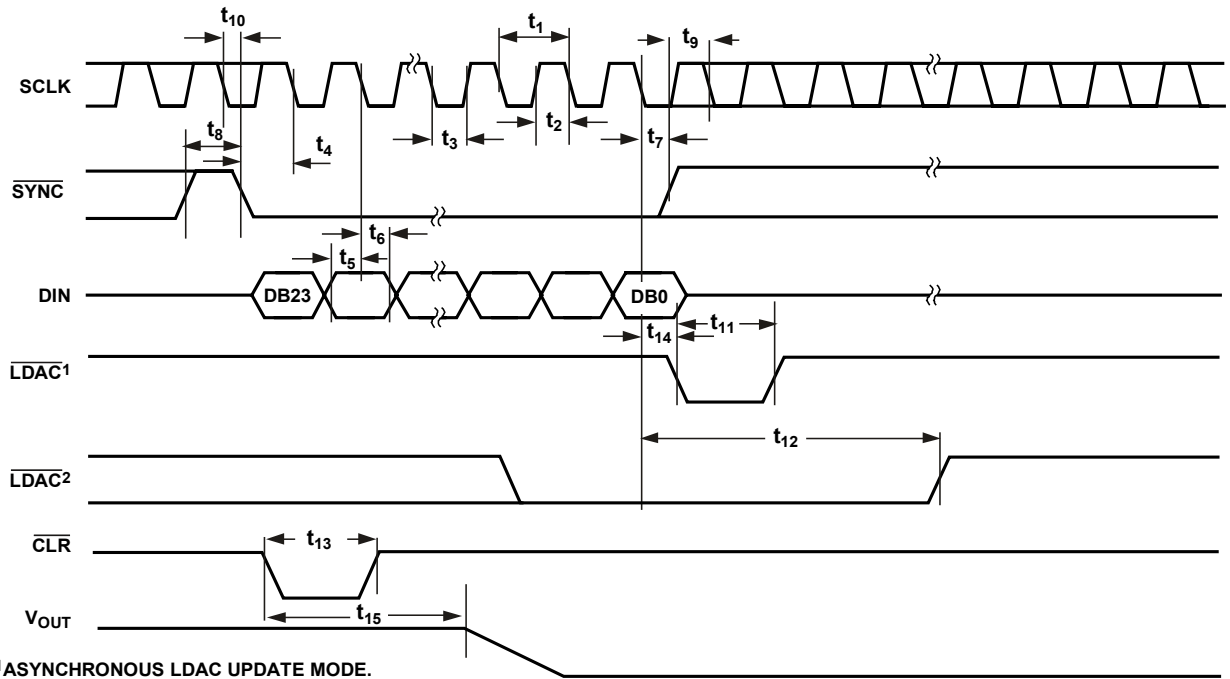 t10
t1
t9
SCLK
t8
t4
t3
t2
t7
SYNC
t6
t5
DIN
DB23
DB0
t14
t11
LDAC1
t12
LDAC2
CLR
t13
t15
VOUT
ASYNCHRONOUS LDAC UPDATE MODE.